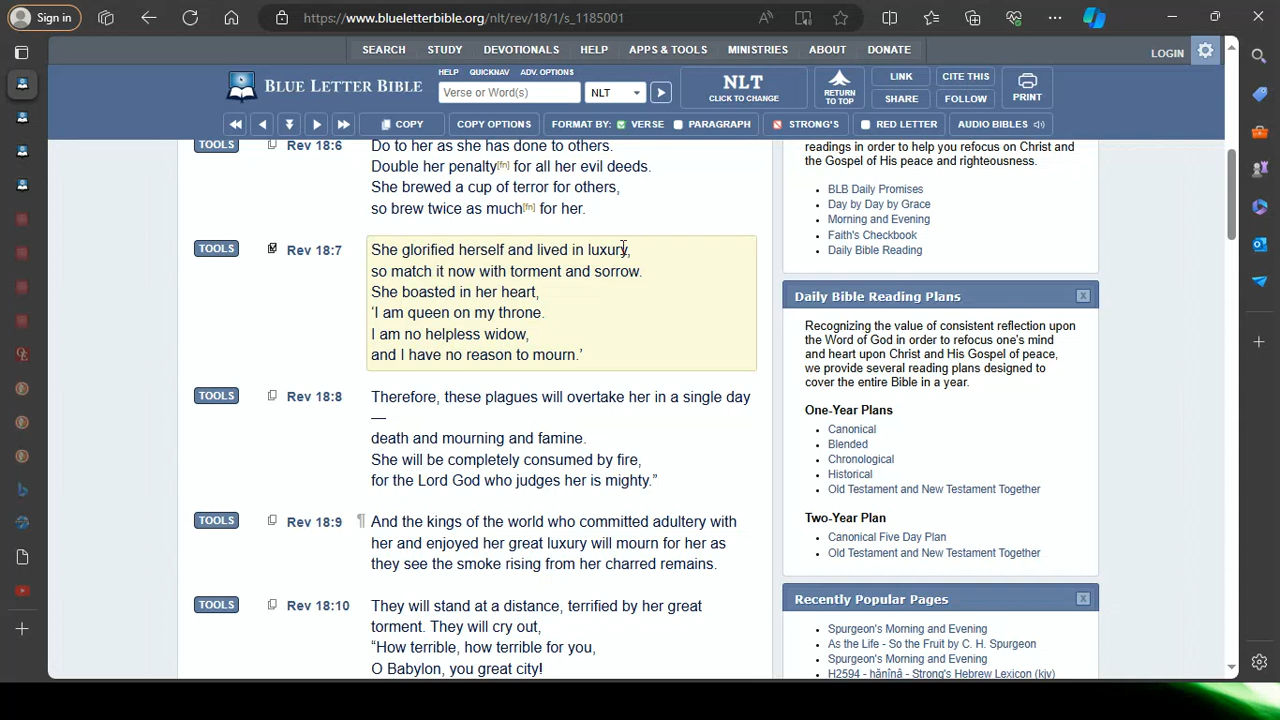 Sign in
https://www.blueletterbible.org/nlt/rev/18/1/s_1185001
SEARCH STUDY DEVOTIONALS HELP APPS & TOOLS MINISTRIES ABOUT DONATE
LOGIN
BLUE LETTER BIBLE
HELP QUICKNAV ADV. OPTIONS
Verse or Word(s) NLT
NLT
CLICK TO CHANGE
RETURN TO TOP
LINK
SHARE
CITE THIS
FOLLOW
PRINT
COPY COPY OPTIONS FORMAT BY: VERSE PARAGRAPH STRONG'S RED LETTER AUDIO BIBLES
TOOLS Rev 18:6 Do to her as she has done to others.
Double her penalty[fn] for all her evil deeds.
She brewed a cup of terror for others,
so brew twice as much[fn] for her.
TOOLS Rev 18:7 She glorified herself and lived in luxury,
so match it now with torment and sorrow.
She boasted in her heart,
‘I am queen on my throne.
I am no helpless widow,
and I have no reason to mourn.’
TOOLS Rev 18:8 Therefore, these plagues will overtake her in a single day
—
death and mourning and famine.
She will be completely consumed by fire,
for the Lord God who judges her is mighty.”
TOOLS Rev 18:9 ¶ And the kings of the world who committed adultery with
her and enjoyed her great luxury will mourn for her as
they see the smoke rising from her charred remains.
TOOLS Rev 18:10 They will stand at a distance, terrified by her great
torment. They will cry out,
“How terrible, how terrible for you,
O Babylon, you great city!
readings in order to help you refocus on Christ and
the Gospel of His peace and righteousness.
BLB Daily Promises
Day by Day by Grace
Morning and Evening
Faith's Checkbook
Daily Bible Reading
Daily Bible Reading Plans
Recognizing the value of consistent reflection upon
the Word of God in order to refocus one's mind
and heart upon Christ and His Gospel of peace,
we provide several reading plans designed to
cover the entire Bible in a year.
One-Year Plans
Canonical
Blended
Chronological
Historical
Old Testament and New Testament Together
Two-Year Plan
Canonical Five Day Plan
Old Testament and New Testament Together
Recently Popular Pages
Spurgeon's Morning and Evening
As the Life - So the Fruit by C. H. Spurgeon
Spurgeon's Morning and Evening
H2594 - hănînâ - Strong's Hebrew Lexicon (kjv)